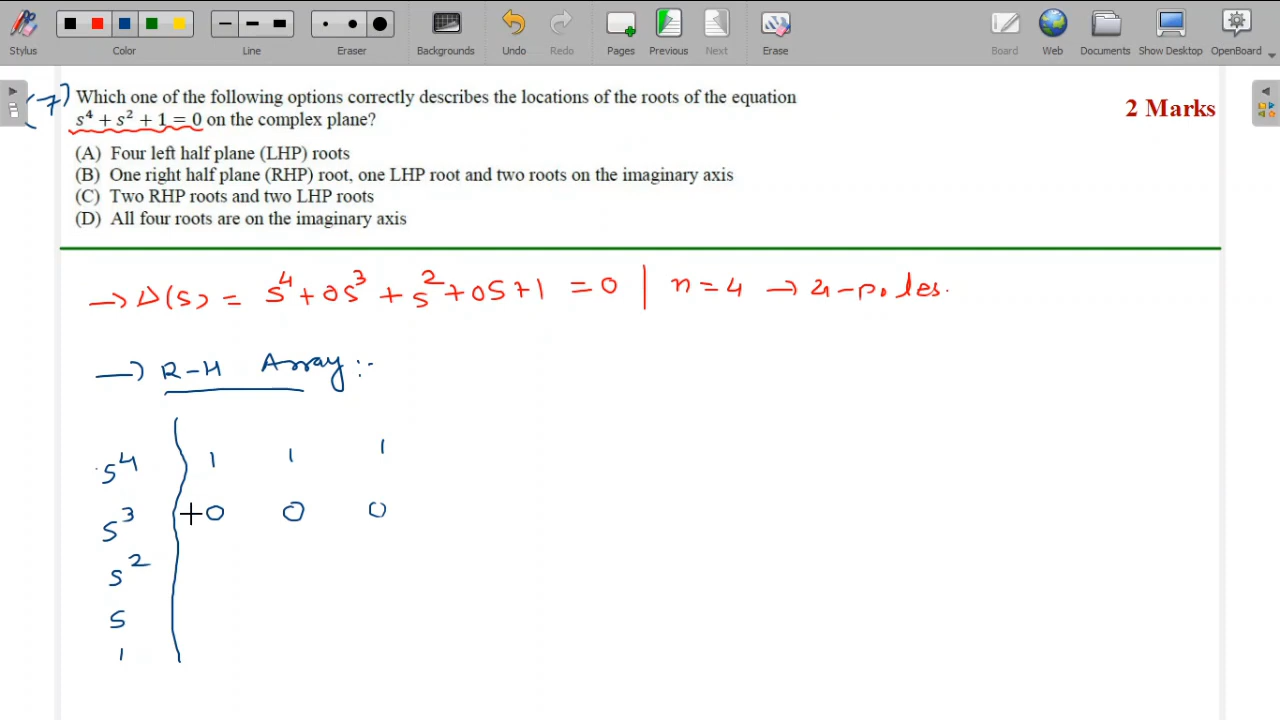 Stylus Color Line Eraser Backgrounds Undo Redo Pages Previous Next Erase Board Web Documents Show Desktop OpenBoard
(7) Which one of the following options correctly describes the locations of the roots of the equation
s⁴ + s² + 1 = 0 on the complex plane?
2 Marks
(A) Four left half plane (LHP) roots
(B) One right half plane (RHP) root, one LHP root and two roots on the imaginary axis
(C) Two RHP roots and two LHP roots
(D) All four roots are on the imaginary axis
→ Δ(s) = s⁴ + 0s³ + s² + 0s + 1 = 0 | n = 4 → 4-poles.
→ R-H Array :-
s⁴ 1 1 1
s³ 0 0 0
s²
s
1